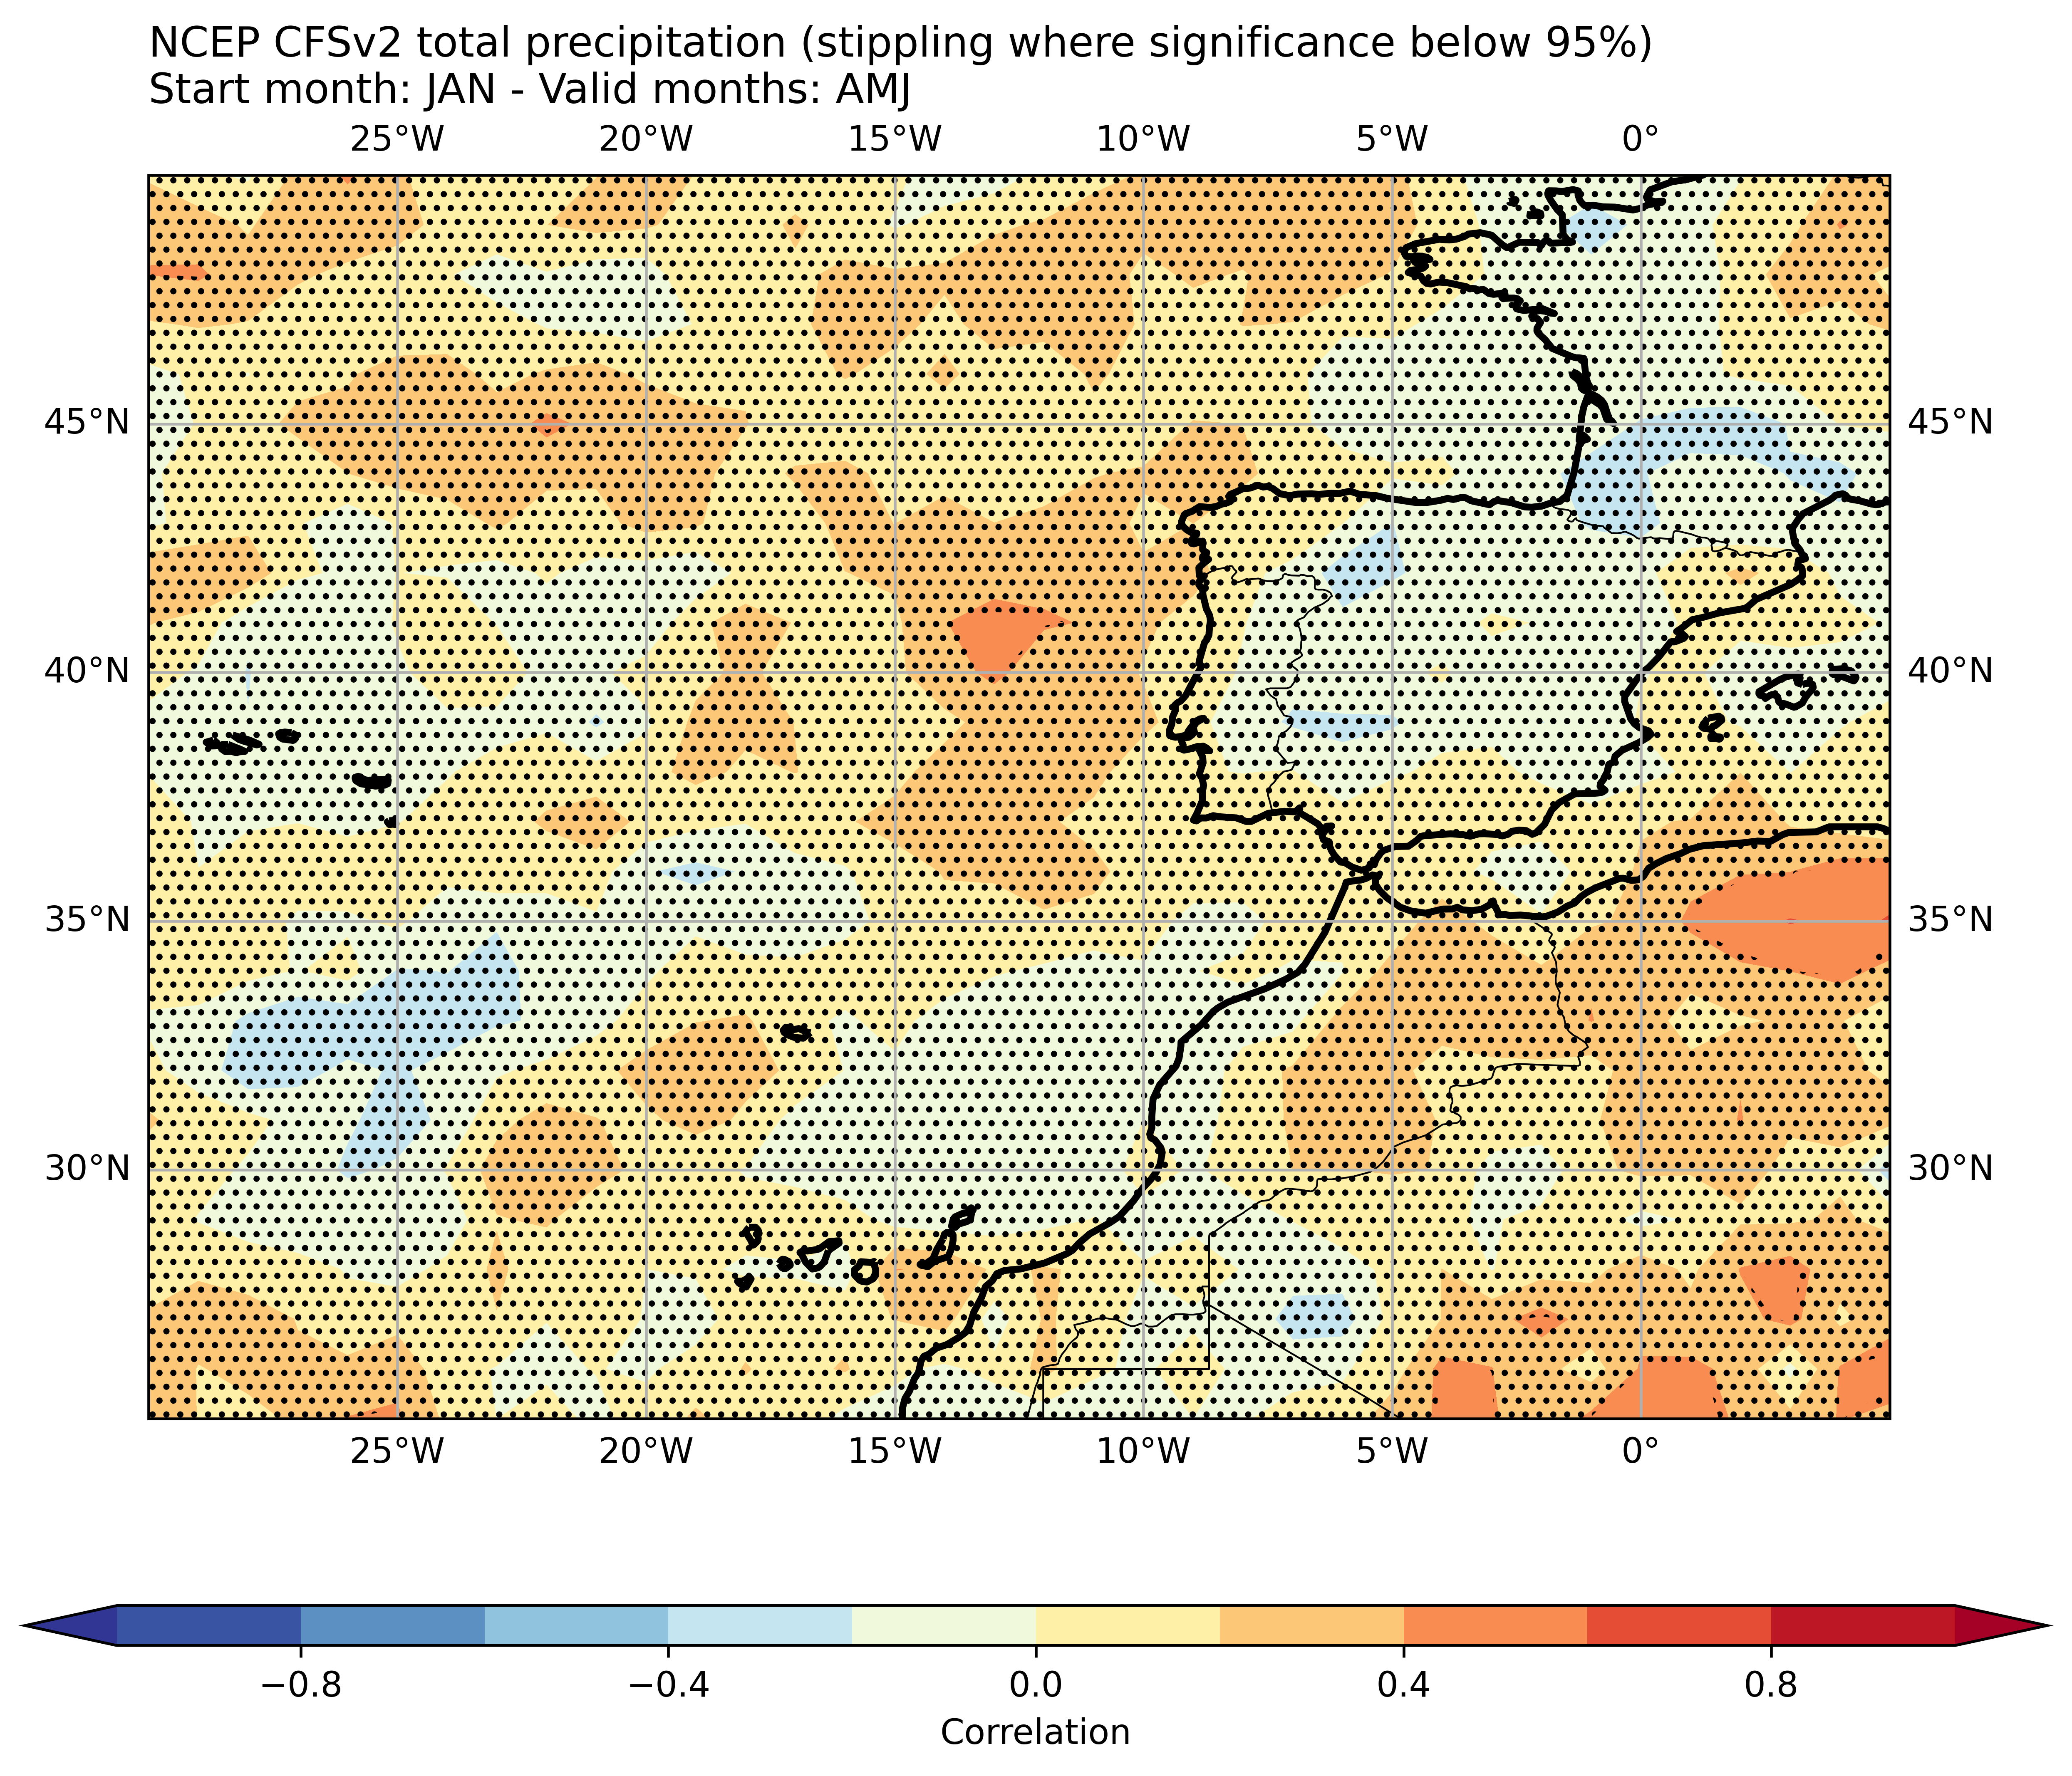 NCEP CFSv2 total precipitation (stippling where significance below 95%)
Start month: JAN - Valid months: AMJ
25°W 20°W 15°W 10°W 5°W 0°
45°N 45°N
40°N 40°N
35°N 35°N
30°N 30°N
25°W 20°W 15°W 10°W 5°W 0°
−0.8 −0.4 0.0 0.4 0.8
Correlation